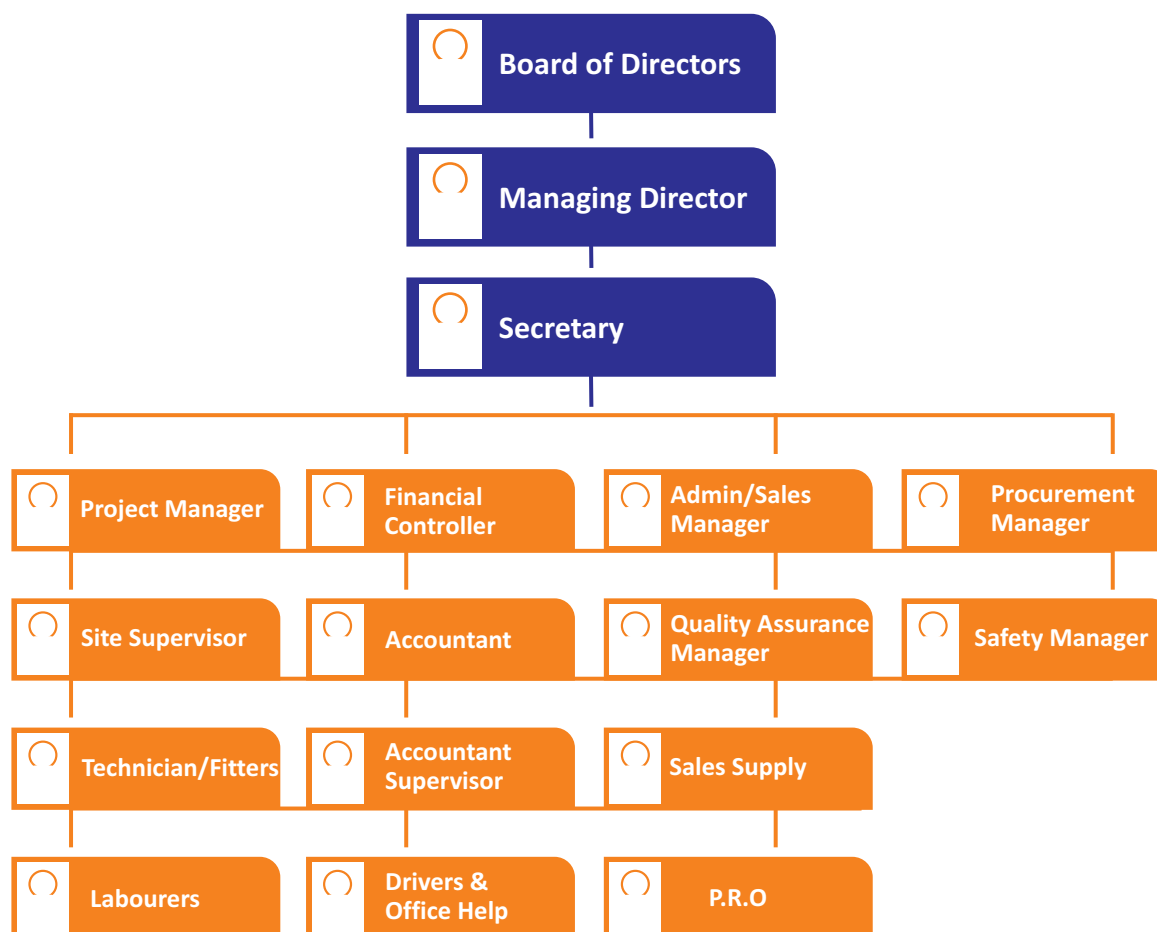 Board of Directors
Managing Director
Secretary
Project Manager
Financial
Controller
Admin/Sales
Manager
Procurement
Manager
Site Supervisor
Accountant
Quality Assurance
Manager
Safety Manager
Technician/Fitters
Accountant
Supervisor
Sales Supply
Labourers
Drivers &
Office Help
P.R.O